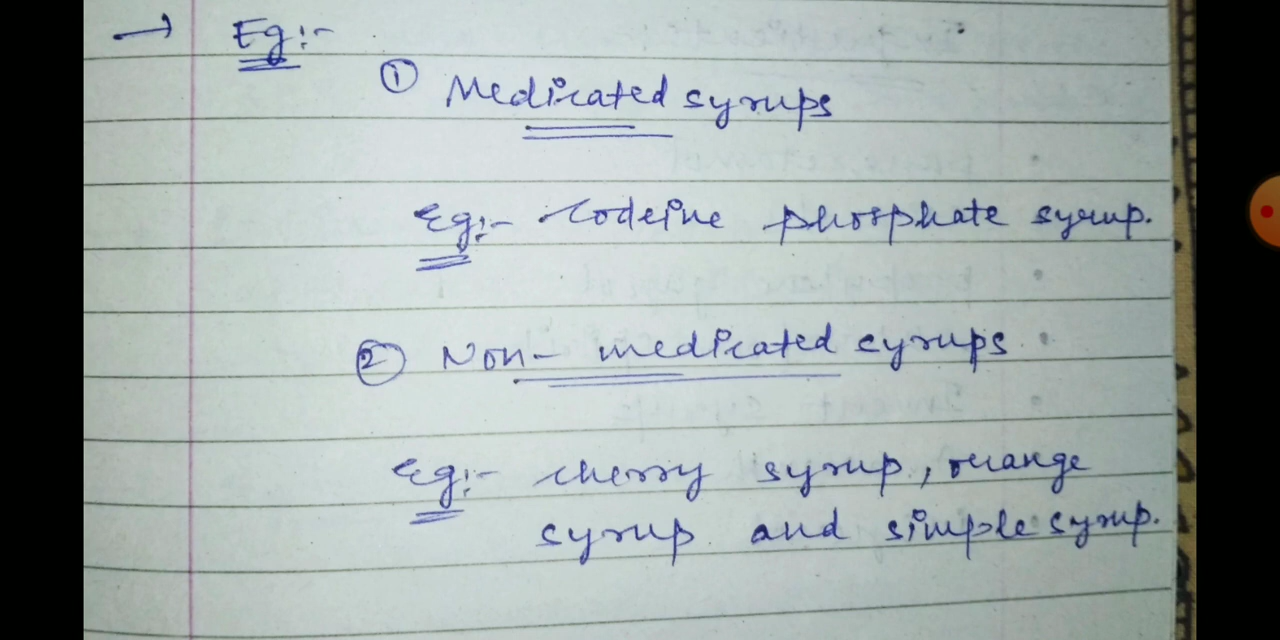 → Eg:-
① Medicated syrups
Eg:- Codeine phosphate syrup.
② Non- medicated syrups
Eg:- cherry syrup, orange
syrup and simple syrup.